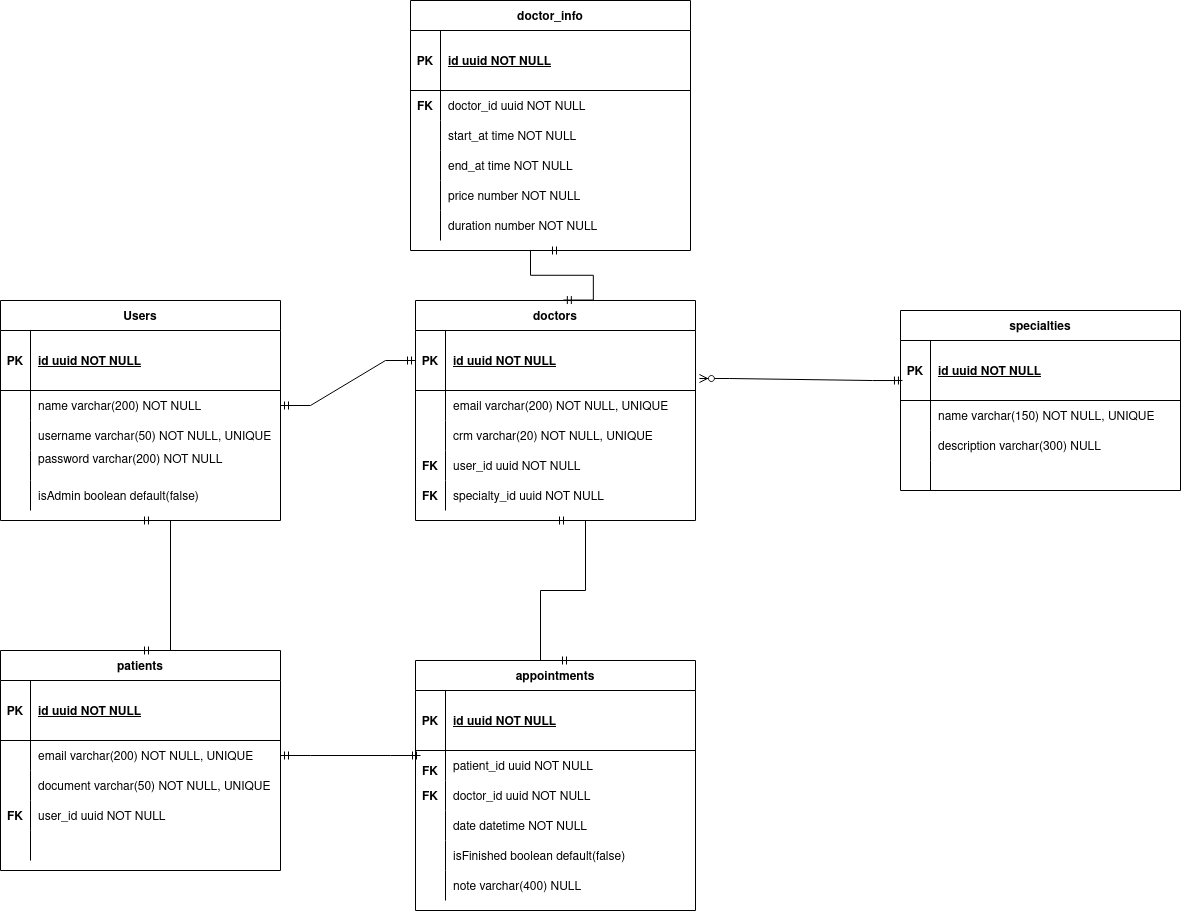 doctor_info
PK id uuid NOT NULL
FK doctor_id uuid NOT NULL
start_at time NOT NULL
end_at time NOT NULL
price number NOT NULL
duration number NOT NULL
Users
PK id uuid NOT NULL
name varchar(200) NOT NULL
username varchar(50) NOT NULL, UNIQUE
password varchar(200) NOT NULL
isAdmin boolean default(false)
doctors
PK id uuid NOT NULL
email varchar(200) NOT NULL, UNIQUE
crm varchar(20) NOT NULL, UNIQUE
FK user_id uuid NOT NULL
FK specialty_id uuid NOT NULL
specialties
PK id uuid NOT NULL
name varchar(150) NOT NULL, UNIQUE
description varchar(300) NULL
patients
PK id uuid NOT NULL
email varchar(200) NOT NULL, UNIQUE
document varchar(50) NOT NULL, UNIQUE
FK user_id uuid NOT NULL
appointments
PK id uuid NOT NULL
FK patient_id uuid NOT NULL
FK doctor_id uuid NOT NULL
date datetime NOT NULL
isFinished boolean default(false)
note varchar(400) NULL